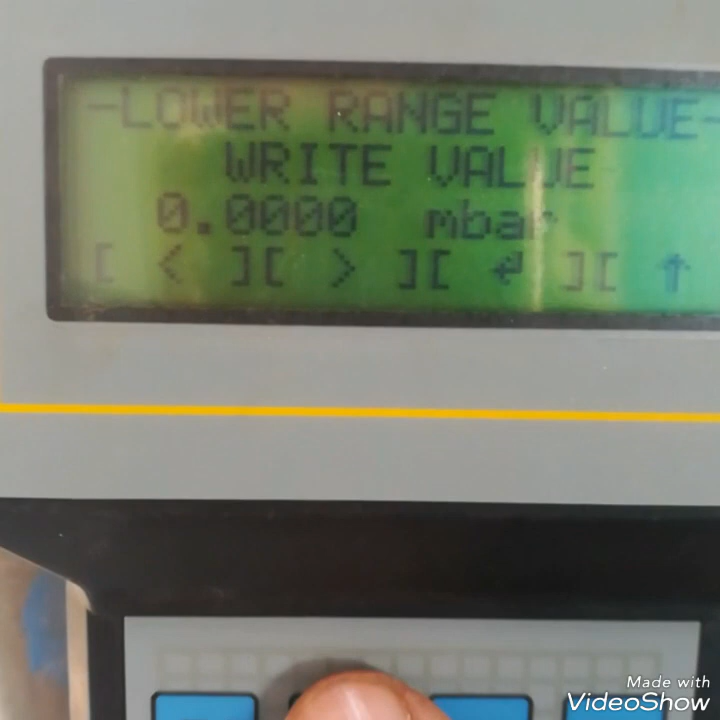 -LOWER RANGE VALUE-
WRITE VALUE
0.0000 mbar
[ < ][ > ][ ↵ ][ ↑
Made with
VideoShow